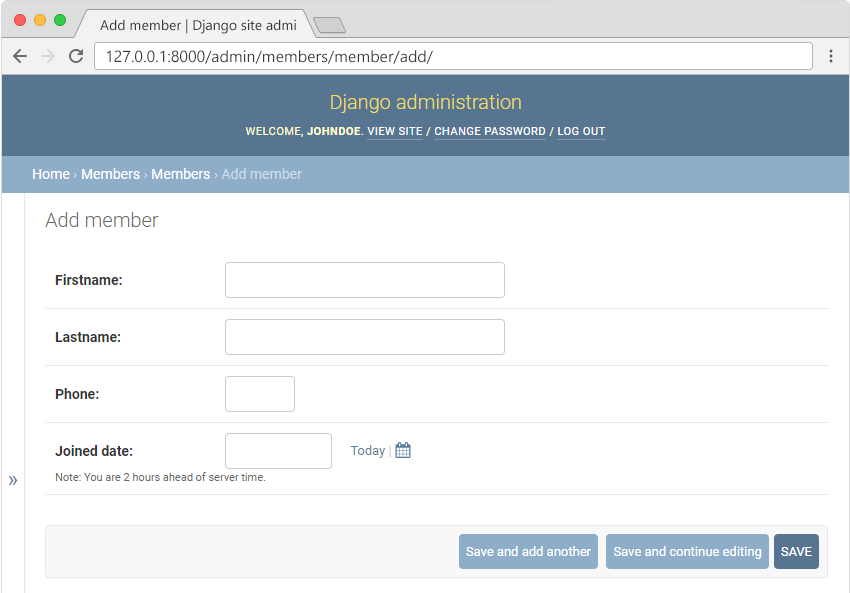 Add member | Django site admi
127.0.0.1:8000/admin/members/member/add/
Django administration
WELCOME, JOHNDOE. VIEW SITE / CHANGE PASSWORD / LOG OUT
Home › Members › Members › Add member
Add member
Firstname:
Lastname:
Phone:
Joined date: Today |
Note: You are 2 hours ahead of server time.
»
Save and add another Save and continue editing SAVE